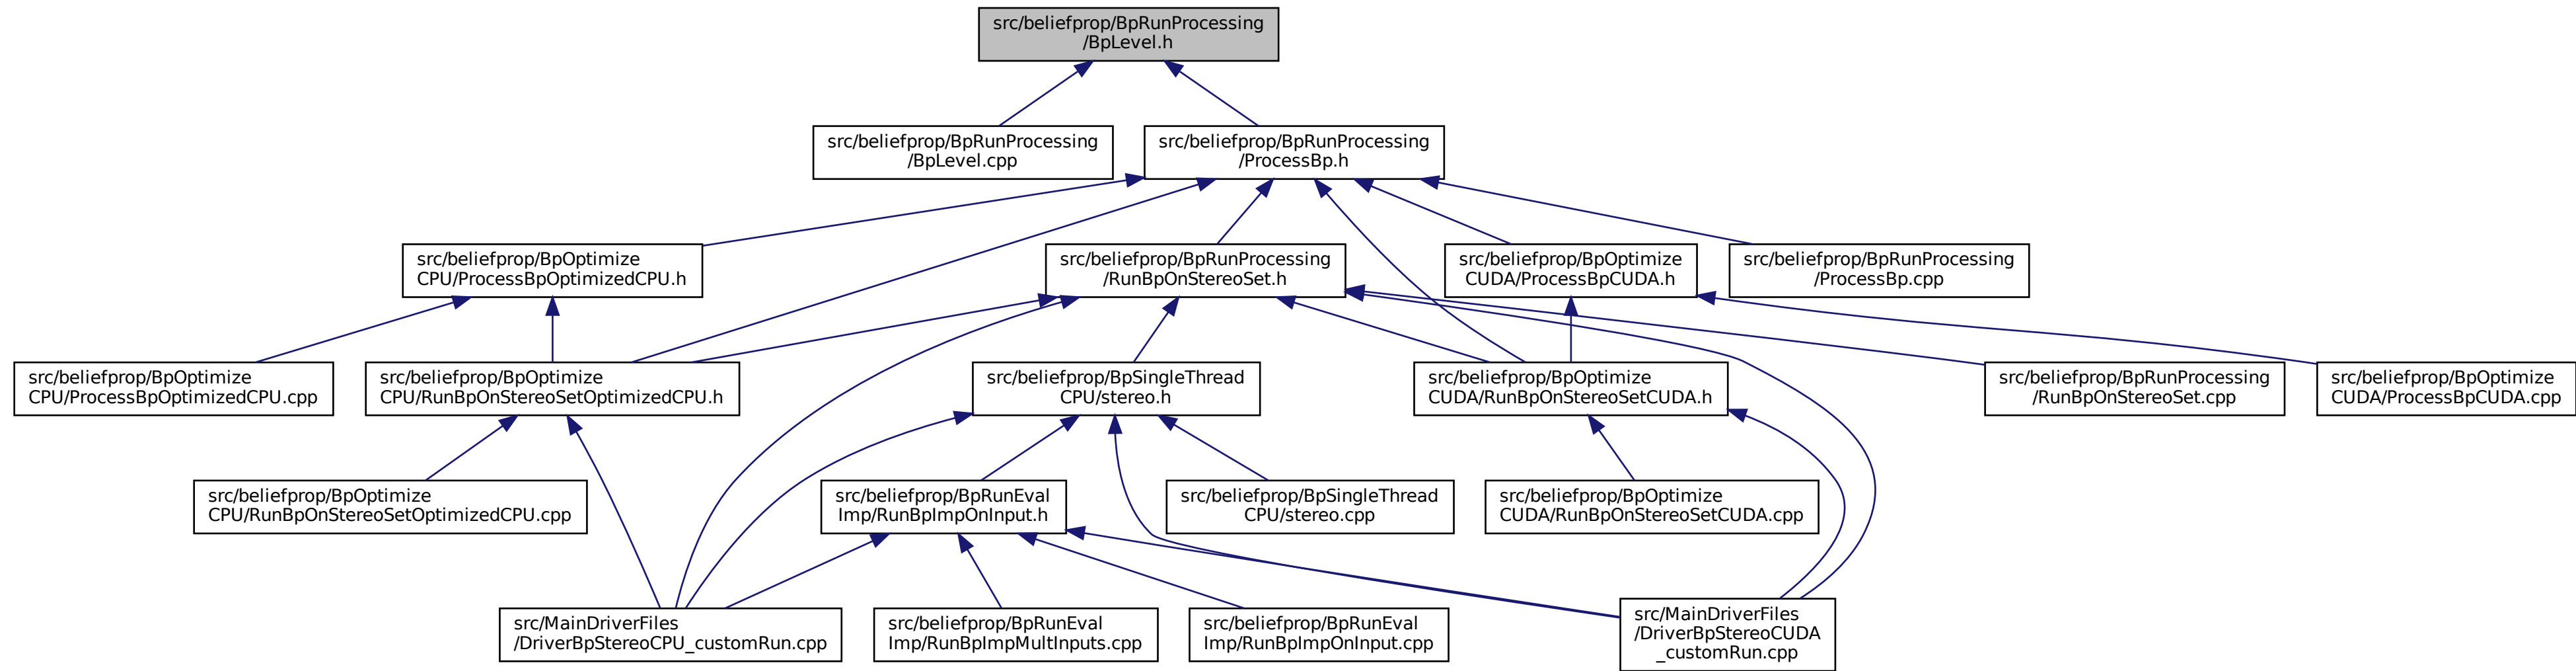 src/beliefprop/BpRunProcessing
/BpLevel.h
src/beliefprop/BpRunProcessing
/BpLevel.cpp
src/beliefprop/BpRunProcessing
/ProcessBp.h
src/beliefprop/BpOptimize
CPU/ProcessBpOptimizedCPU.h
src/beliefprop/BpRunProcessing
/RunBpOnStereoSet.h
src/beliefprop/BpOptimize
CUDA/ProcessBpCUDA.h
src/beliefprop/BpRunProcessing
/ProcessBp.cpp
src/beliefprop/BpOptimize
CPU/ProcessBpOptimizedCPU.cpp
src/beliefprop/BpOptimize
CPU/RunBpOnStereoSetOptimizedCPU.h
src/beliefprop/BpSingleThread
CPU/stereo.h
src/beliefprop/BpOptimize
CUDA/RunBpOnStereoSetCUDA.h
src/beliefprop/BpRunProcessing
/RunBpOnStereoSet.cpp
src/beliefprop/BpOptimize
CUDA/ProcessBpCUDA.cpp
src/beliefprop/BpOptimize
CPU/RunBpOnStereoSetOptimizedCPU.cpp
src/beliefprop/BpRunEval
Imp/RunBpImpOnInput.h
src/beliefprop/BpSingleThread
CPU/stereo.cpp
src/beliefprop/BpOptimize
CUDA/RunBpOnStereoSetCUDA.cpp
src/MainDriverFiles
/DriverBpStereoCPU_customRun.cpp
src/beliefprop/BpRunEval
Imp/RunBpImpMultInputs.cpp
src/beliefprop/BpRunEval
Imp/RunBpImpOnInput.cpp
src/MainDriverFiles
/DriverBpStereoCUDA
_customRun.cpp